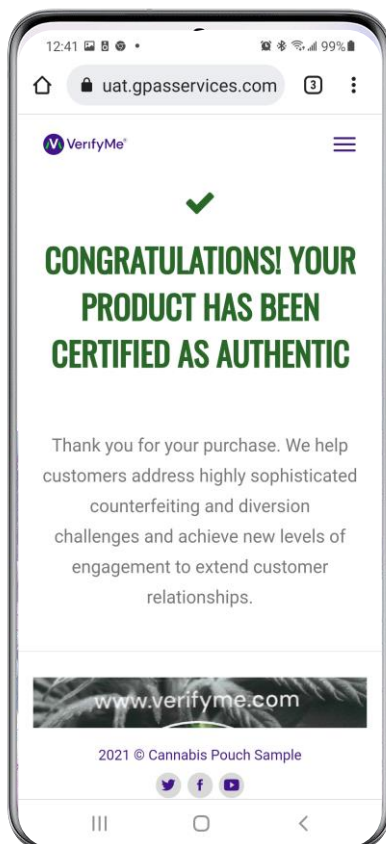 12:41
99%
uat.gpasservices.com
3
VerifyMe
CONGRATULATIONS! YOUR
PRODUCT HAS BEEN
CERTIFIED AS AUTHENTIC
Thank you for your purchase. We help
customers address highly sophisticated
counterfeiting and diversion
challenges and achieve new levels of
engagement to extend customer
relationships.
www.verifyme.com
2021 © Cannabis Pouch Sample